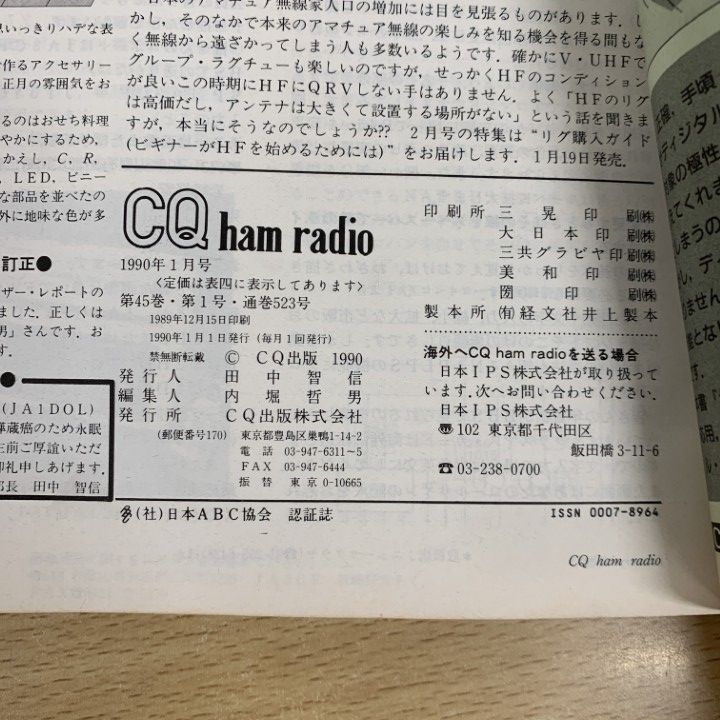 日本のアマチュア無線家人口の増加には目を見張るものがあります.し
かし,そのなかで本来のアマチュア無線の楽しみを知る機会を得る間もな
く無線から遠ざかってしまう人も多数いるようです.確かにV・UHFで
グループ・ラグチューも楽しいのですが,せっかくHFのコンディション
が良いこの時期にHFにQRVしない手はありません.よく「HFのリグ
は高価だし,アンテナは大きくて設置する場所がない」という話を聞きま
すが,本当にそうなのでしょうか?? 2月号の特集は“リグ購入ガイド
(ビギナーがHFを始めるためには)”をお届けします.1月19日発売.
思いっきりハデな表
作るアクセサリー
正月の雰囲気をお
るのはおせち料理
やかにするため,
かえし,C,R,
,LED,ビニー
な部品を並べたの
外に地味な色が多
訂正●
ザー・レポートの
ました.正しくは
男”さんです.お
す.
●
(JA1DOL)
蔵癌のため永眠
生前ご厚誼いただ
御礼申しあげます.
部長 田中 智信
CQ ham radio
1990年1月号
〈定価は表四に表示してあります〉
第45巻・第1号・通巻523号
1989年12月15日印刷
1990年1月1日発行(毎月1回発行)
禁無断転載 © CQ出版 1990
発行人 田中智信
編集人 内堀哲男
発行所 CQ出版株式会社
(郵便番号170) 東京都豊島区巣鴨1-14-2
電話 03-947-6311~5
FAX 03-947-6444
振替 東京0-10665
印刷所 三晃印刷㈱
大日本印刷㈱
三共グラビヤ印刷㈱
美和印刷㈱
圀印刷㈱
製本所 ㈲経文社井上製本
海外へCQ ham radioを送る場合
日本IPS株式会社が取り扱って
います.次へお問い合わせください.
日本IPS株式会社
102 東京都千代田区
飯田橋3-11-6
☎03-238-0700
(社)日本ABC協会 認証誌
ISSN 0007-8964
CQ ham radio
手頃
ディジタル
象の極性
てくれます
しまうの